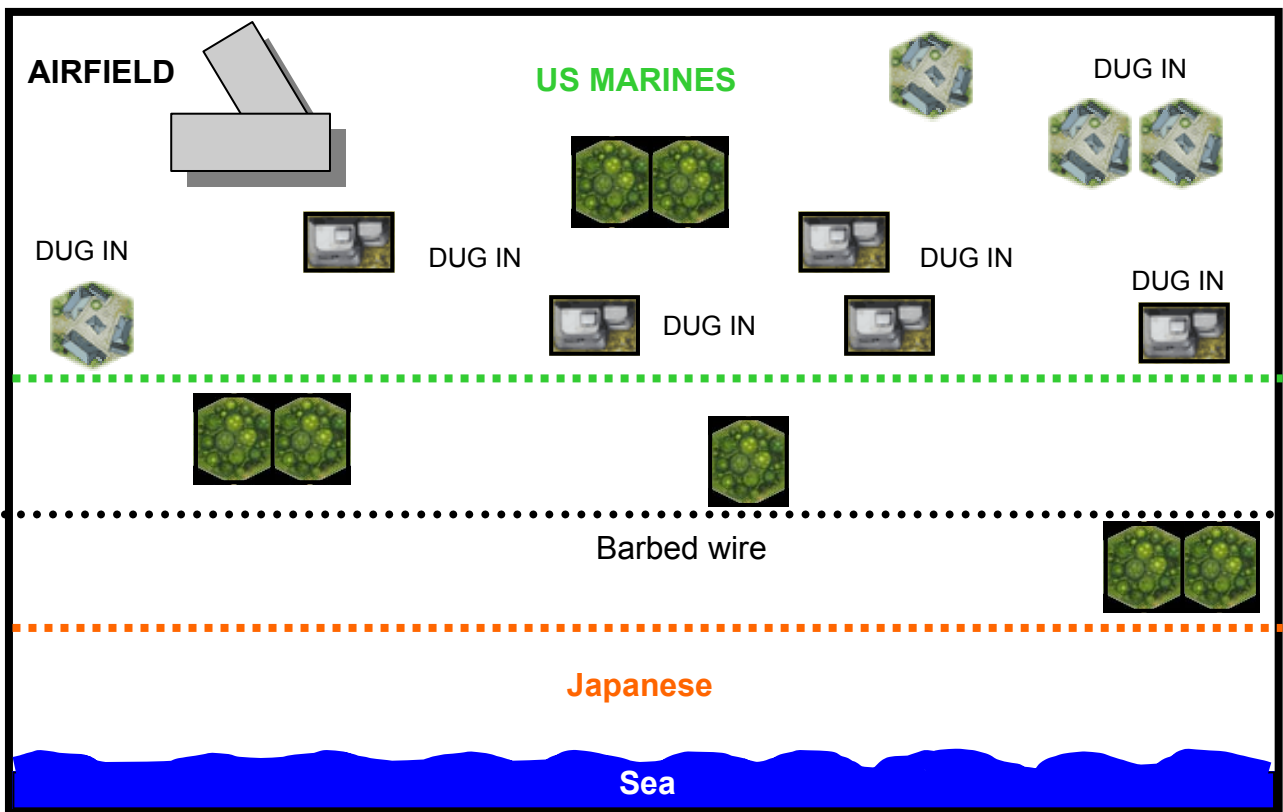 AIRFIELD
US MARINES
DUG IN
DUG IN
DUG IN
DUG IN
DUG IN
DUG IN
Barbed wire
Japanese
Sea